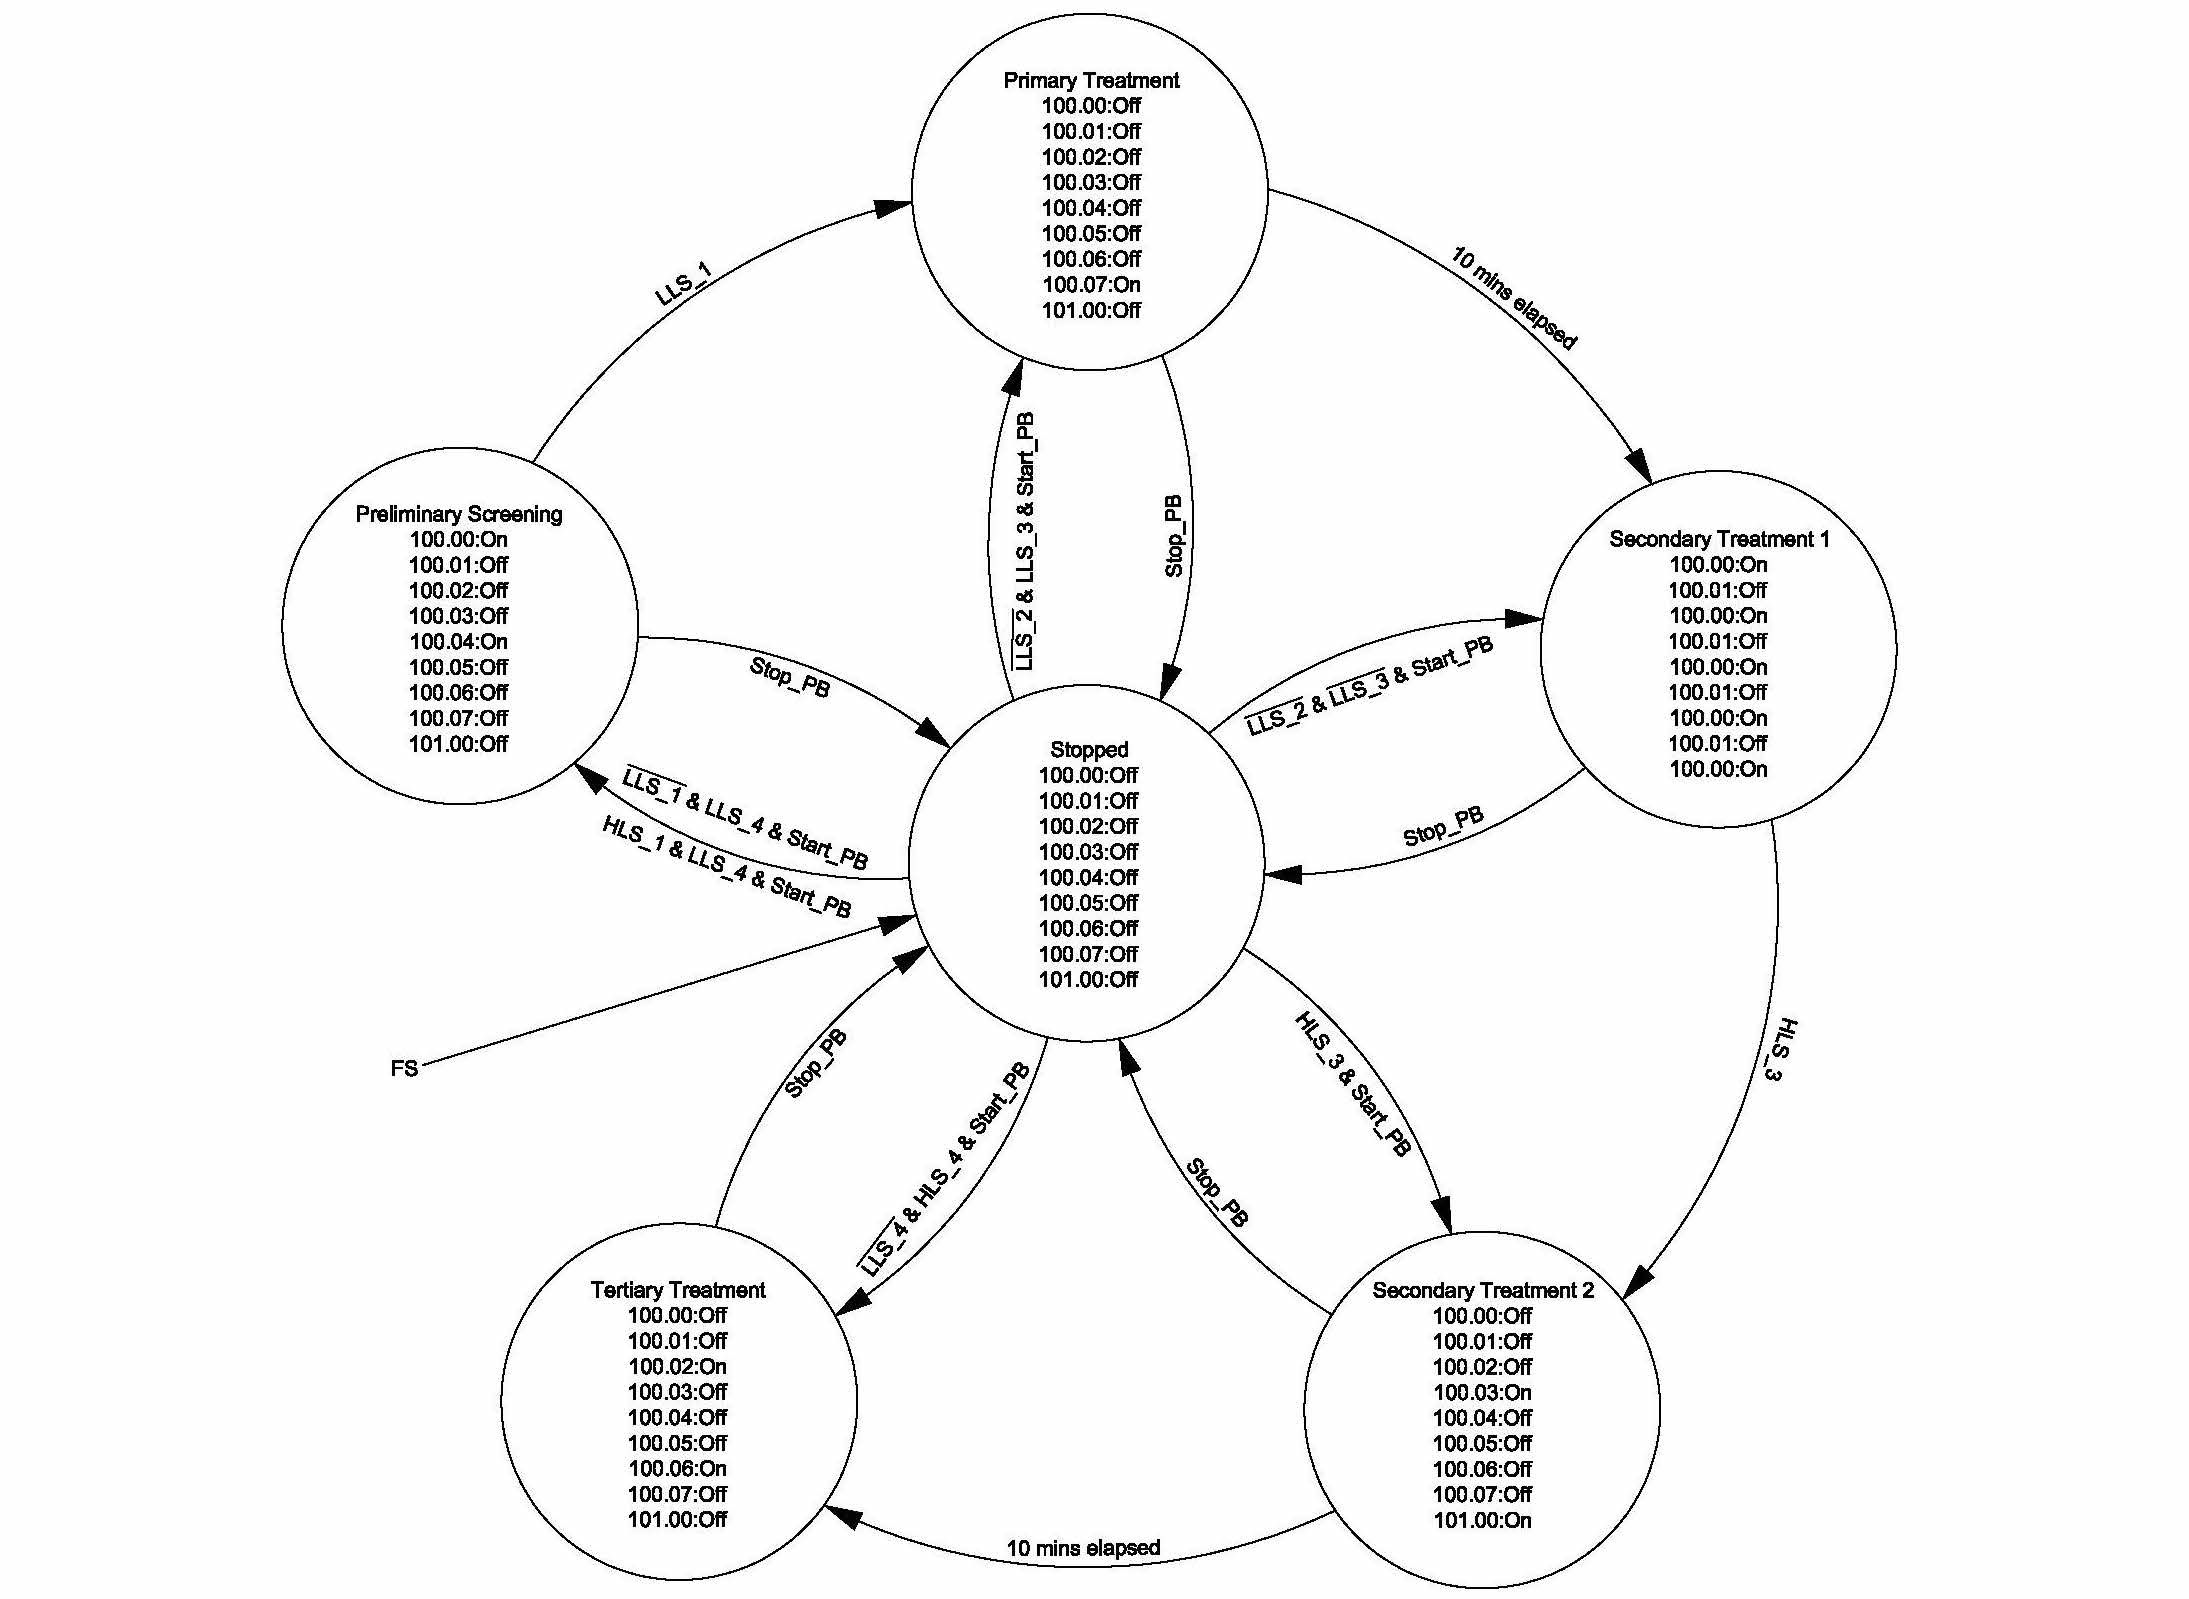 Primary Treatment
100.00:Off
100.01:Off
100.02:Off
100.03:Off
100.04:Off
100.05:Off
100.06:Off
100.07:On
101.00:Off
LLS_1
10 mins elapsed
L̅L̅S̅_̅2̅ & LLS_3 & Start_PB
Stop_PB
Preliminary Screening
100.00:On
100.01:Off
100.02:Off
100.03:Off
100.04:On
100.05:Off
100.06:Off
100.07:Off
101.00:Off
Stop_PB
L̅L̅S̅_̅1̅ & LLS_4 & Start_PB
HLS_1 & LLS_4 & Start_PB
Stopped
100.00:Off
100.01:Off
100.02:Off
100.03:Off
100.04:Off
100.05:Off
100.06:Off
100.07:Off
101.00:Off
L̅L̅S̅_̅2̅ & L̅L̅S̅_̅3̅ & Start_PB
Stop_PB
Secondary Treatment 1
100.00:On
100.01:Off
100.00:On
100.01:Off
100.00:On
100.01:Off
100.00:On
100.01:Off
100.00:On
FS
Stop_PB
L̅L̅S̅_̅4̅ & HLS_4 & Start_PB
HLS_3 & Start_PB
Stop_PB
HLS_3
Tertiary Treatment
100.00:Off
100.01:Off
100.02:On
100.03:Off
100.04:Off
100.05:Off
100.06:On
100.07:Off
101.00:Off
Secondary Treatment 2
100.00:Off
100.01:Off
100.02:Off
100.03:On
100.04:Off
100.05:Off
100.06:Off
100.07:Off
101.00:On
10 mins elapsed